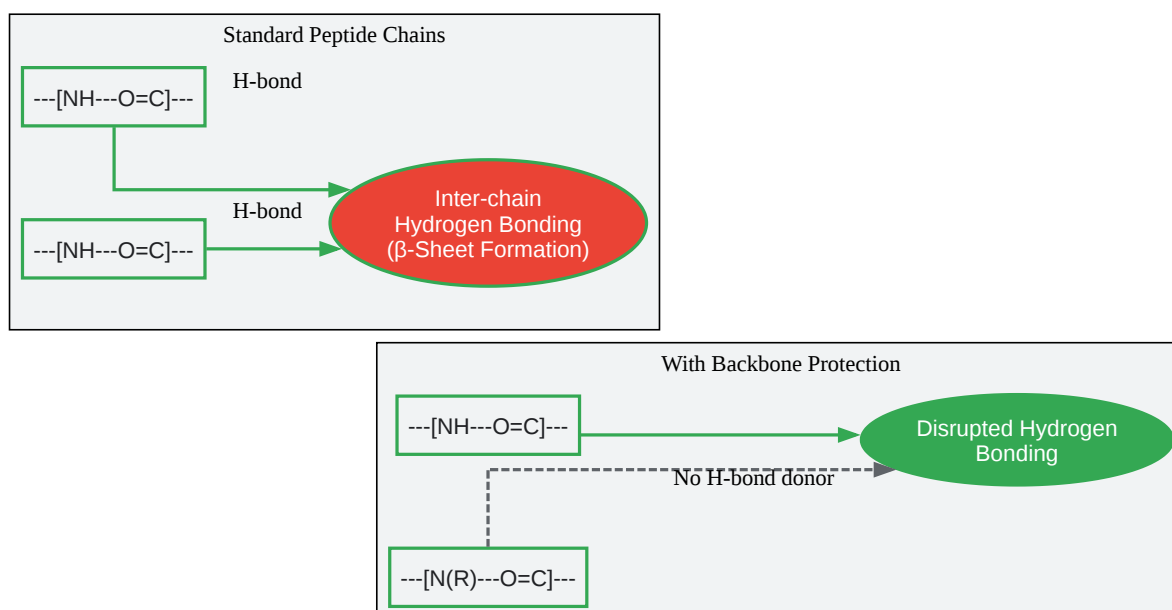 Standard Peptide Chains
---[NH---O=C]---
H-bond
H-bond
---[NH---O=C]---
Inter-chain
Hydrogen Bonding
(β-Sheet Formation)
With Backbone Protection
---[NH---O=C]---
Disrupted Hydrogen
Bonding
No H-bond donor
---[N(R)---O=C]---